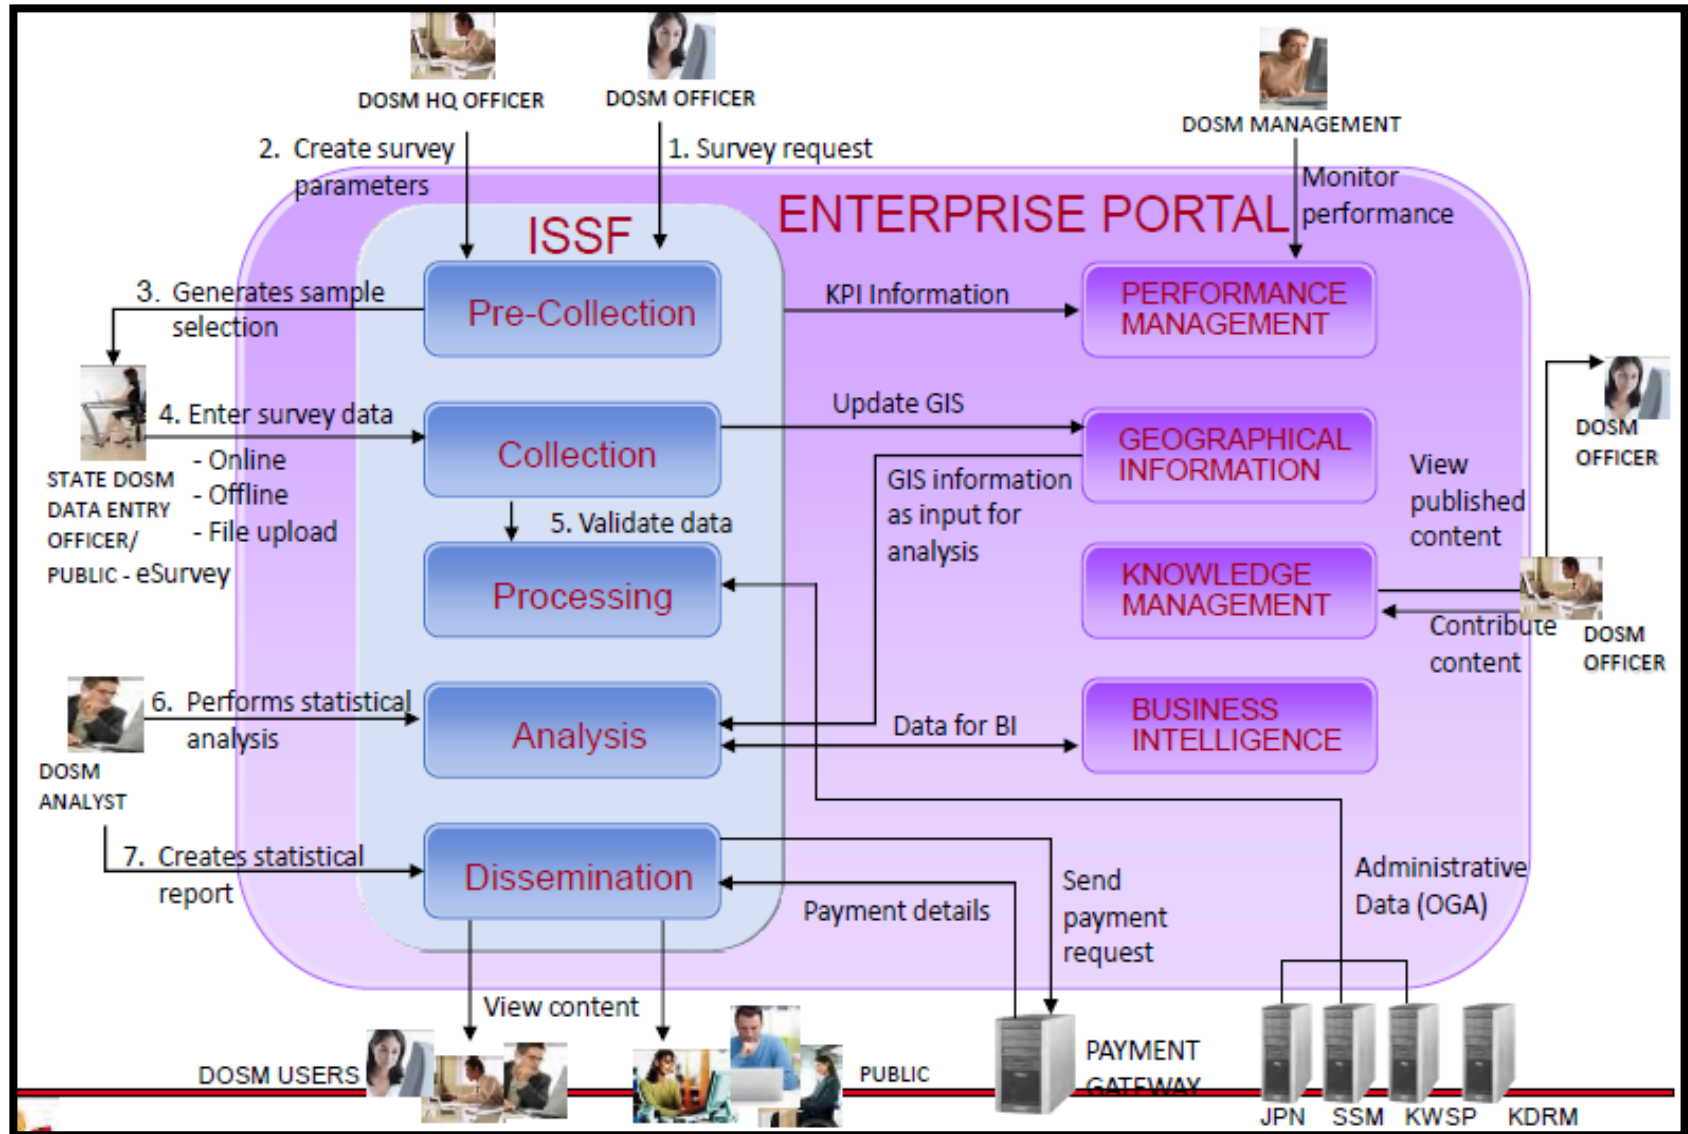 DOSM HQ OFFICER
DOSM OFFICER
DOSM MANAGEMENT
2. Create survey
parameters
1. Survey request
Monitor
performance
ENTERPRISE PORTAL
ISSF
3. Generates sample
selection
Pre-Collection
KPI Information
PERFORMANCE
MANAGEMENT
4. Enter survey data
- Online
- Offline
- File upload
STATE DOSM
DATA ENTRY
OFFICER/
PUBLIC - eSurvey
Collection
Update GIS
GEOGRAPHICAL
INFORMATION
GIS information
as input for
analysis
DOSM
OFFICER
View
published
content
5. Validate data
Processing
KNOWLEDGE
MANAGEMENT
Contribute
content
DOSM
OFFICER
6. Performs statistical
analysis
DOSM
ANALYST
Analysis
Data for BI
BUSINESS
INTELLIGENCE
7. Creates statistical
report
Dissemination
Payment details
Send
payment
request
Administrative
Data (OGA)
View content
DOSM USERS
PUBLIC
PAYMENT
GATEWAY
JPN
SSM
KWSP
KDRM